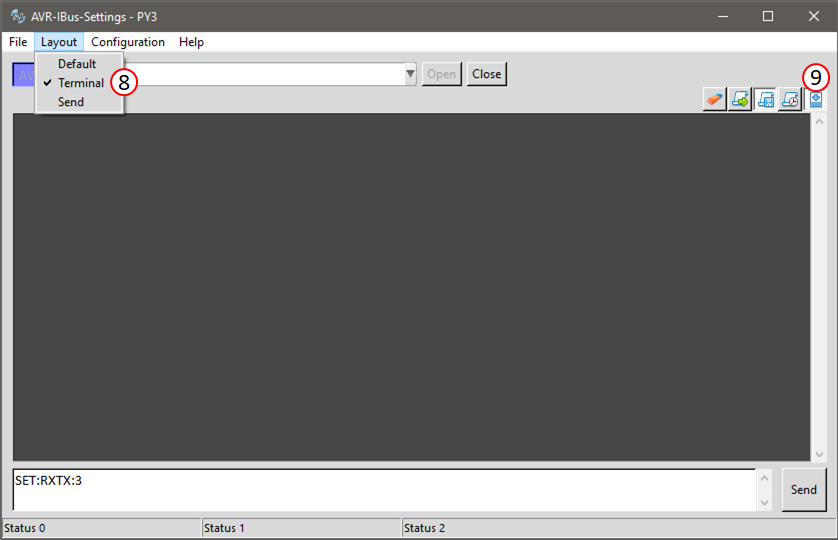 AVR-IBus-Settings - PY3
File Layout Configuration Help
Default
AV
Terminal
8
Open Close
9
Send
SET:RXTX:3
Send
Status 0 Status 1 Status 2